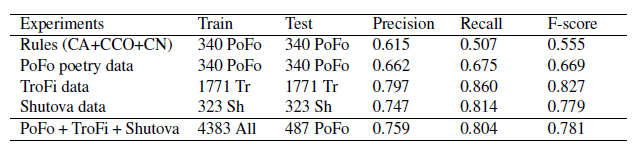 Experiments Train Test Precision Recall F-score
Rules (CA+CCO+CN) 340 PoFo 340 PoFo 0.615 0.507 0.555
PoFo poetry data 340 PoFo 340 PoFo 0.662 0.675 0.669
TroFi data 1771 Tr 1771 Tr 0.797 0.860 0.827
Shutova data 323 Sh 323 Sh 0.747 0.814 0.779
PoFo + TroFi + Shutova 4383 All 487 PoFo 0.759 0.804 0.781